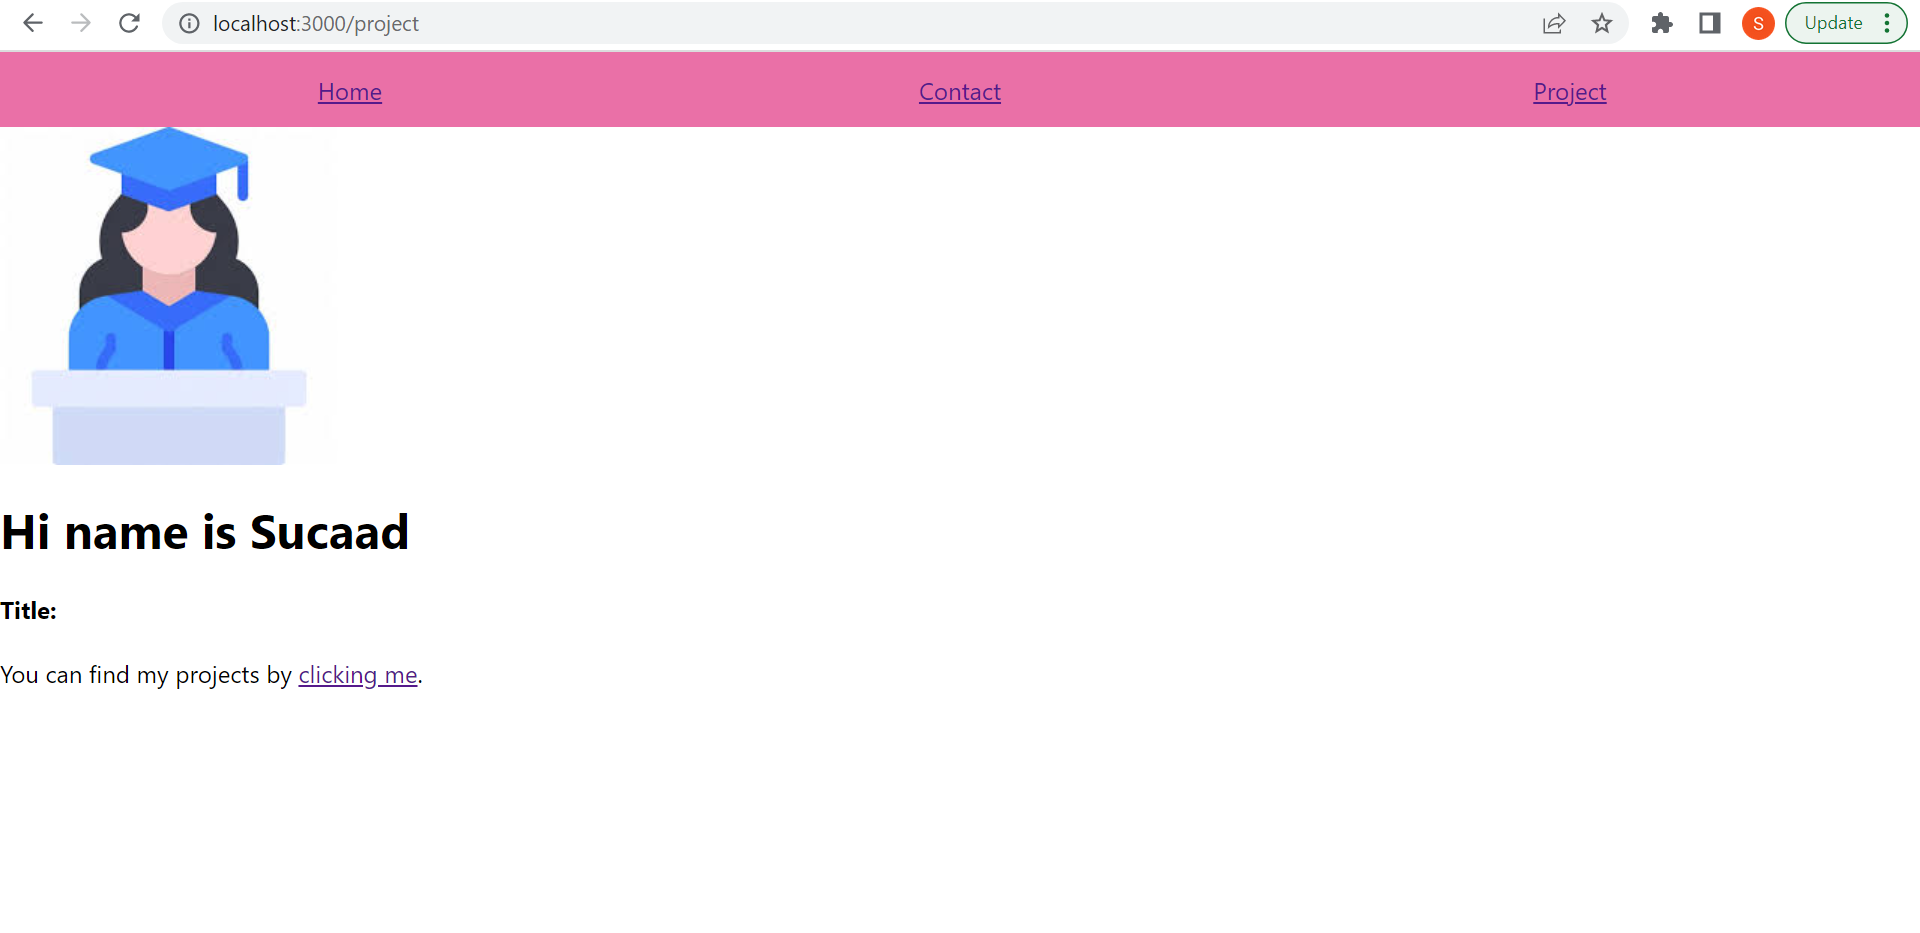 localhost:3000/project
S
Update
Home
Contact
Project
Hi name is Sucaad
Title:
You can find my projects by clicking me.